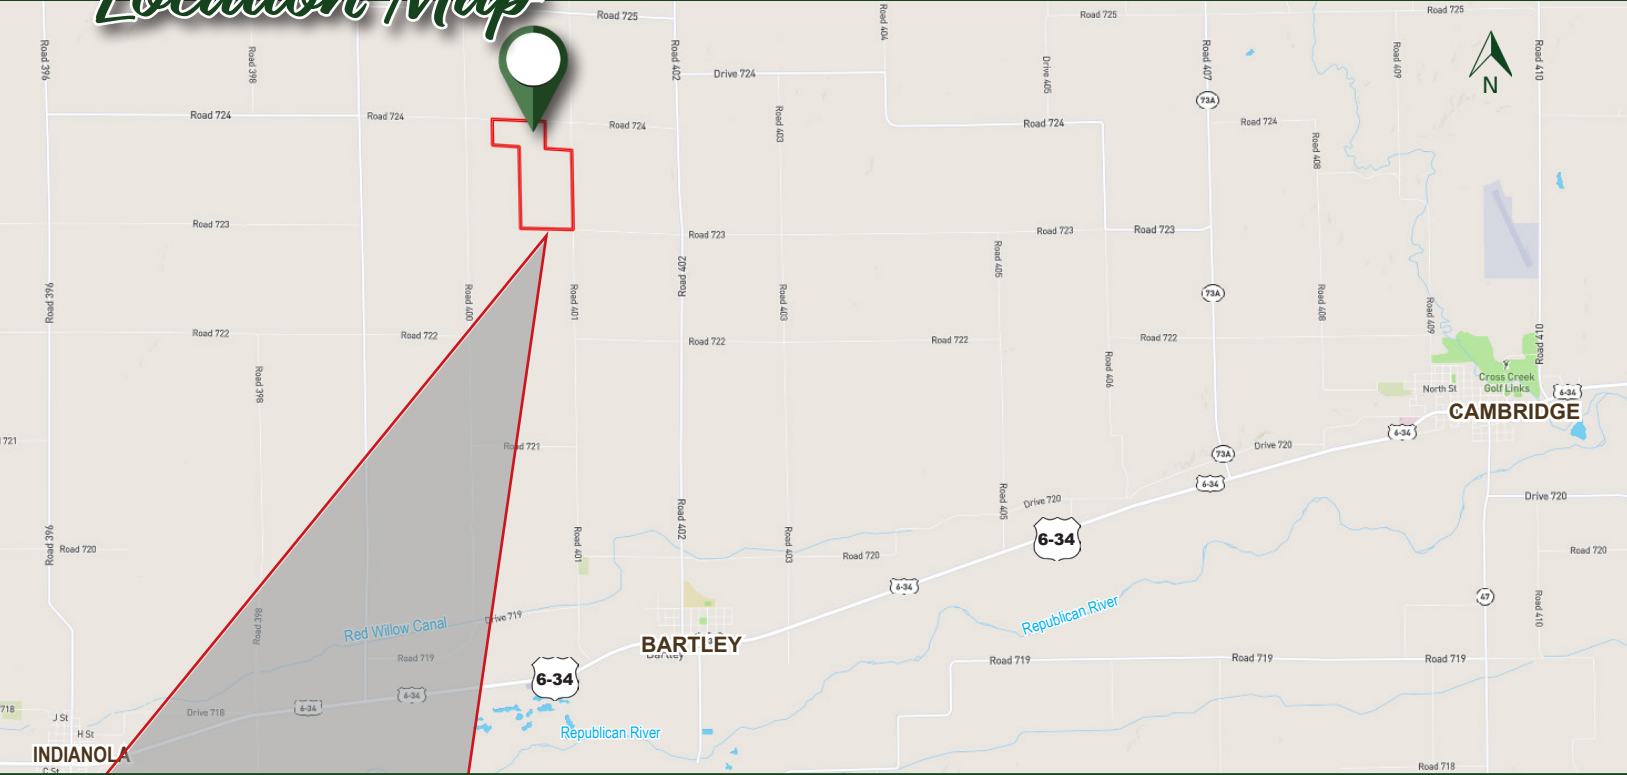 Location Map
Road 725
Road 725
Road 725
Road 396
Road 398
Road 402
Road 404
Drive 405
Road 407
Road 409
Road 410
N
Drive 724
73A
Road 724
Road 724
Road 724
Road 403
Road 724
Road 724
Road 408
Road 723
Road 723
Road 405
Road 723
Road 723
Road 396
Road 400
Road 401
Road 402
Road 403
73A
Road 408
Road 409
Road 410
Road 722
Road 722
Road 722
Road 722
Road 722
Road 398
Road 406
Cross Creek
Golf Links
North St
6-34
CAMBRIDGE
721
Road 721
6-34
Drive 720
73A
6-34
Road 405
Drive 720
Drive 720
Road 396
Road 720
Road 401
Road 402
Road 403
Road 720
6-34
Road 720
6-34
47
Road 410
Road 398
Red Willow Canal
Drive 719
Republican River
BARTLEY
Bartley
Road 719
Road 719
Road 719
Road 719
6-34
6-34
6-34
718
Drive 718
J St
H St
Republican River
INDIANOLA
C St
Road 718